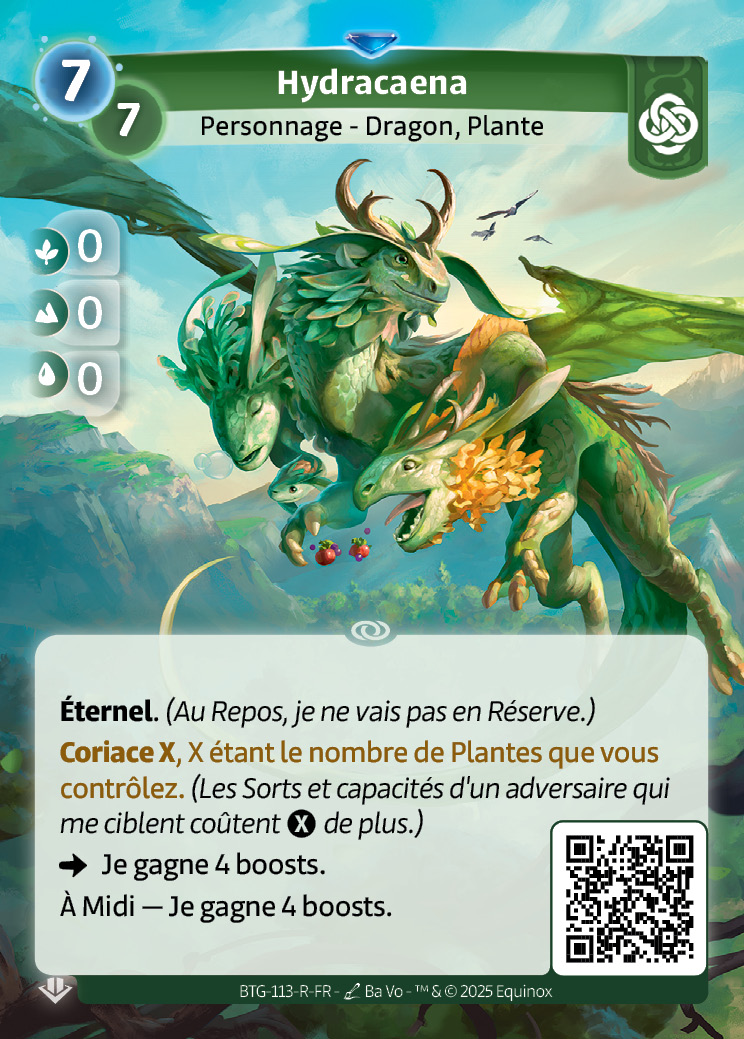 7
7
Hydracaena
Personnage - Dragon, Plante
0
0
0
Éternel. (Au Repos, je ne vais pas en Réserve.)
Coriace X, X étant le nombre de Plantes que vous
contrôlez. (Les Sorts et capacités d'un adversaire qui
me ciblent coûtent X de plus.)
Je gagne 4 boosts.
À Midi — Je gagne 4 boosts.
BTG-113-R-FR - Ba Vo - ™ & © 2025 Equinox